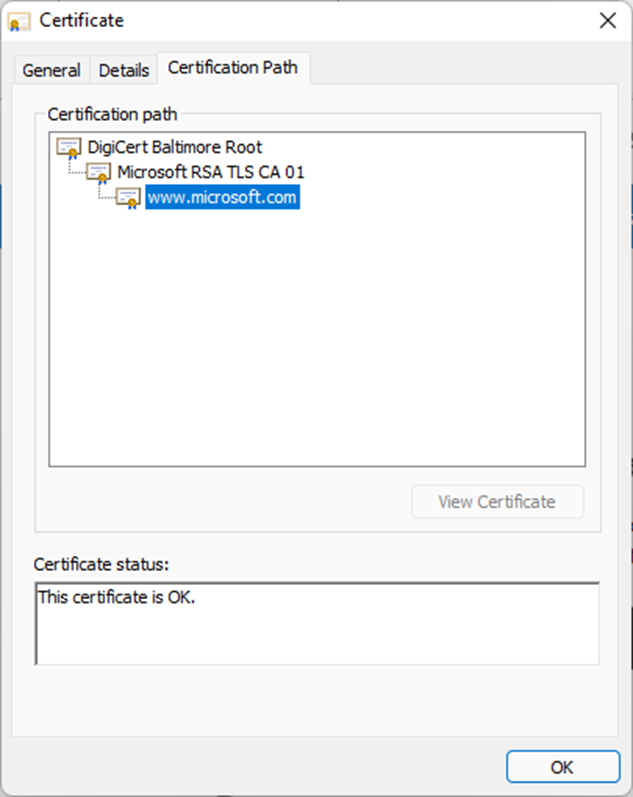 Certificate
General Details Certification Path
Certification path
DigiCert Baltimore Root
Microsoft RSA TLS CA 01
www.microsoft.com
View Certificate
Certificate status:
This certificate is OK.
OK